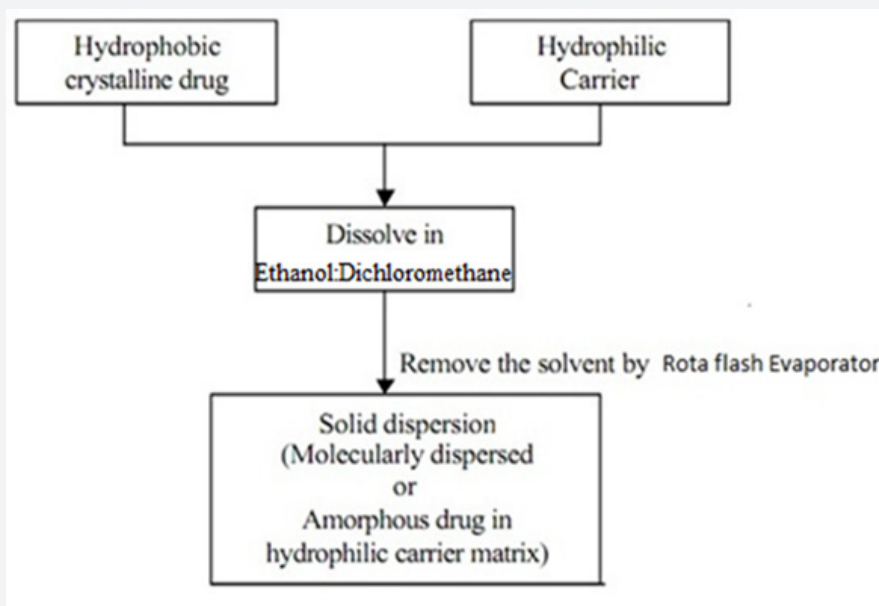 Hydrophobic
crystalline drug
Hydrophilic
Carrier
Dissolve in
Ethanol:Dichloromethane
Remove the solvent by Rota flash Evaporator
Solid dispersion
(Molecularly dispersed
or
Amorphous drug in
hydrophilic carrier matrix)